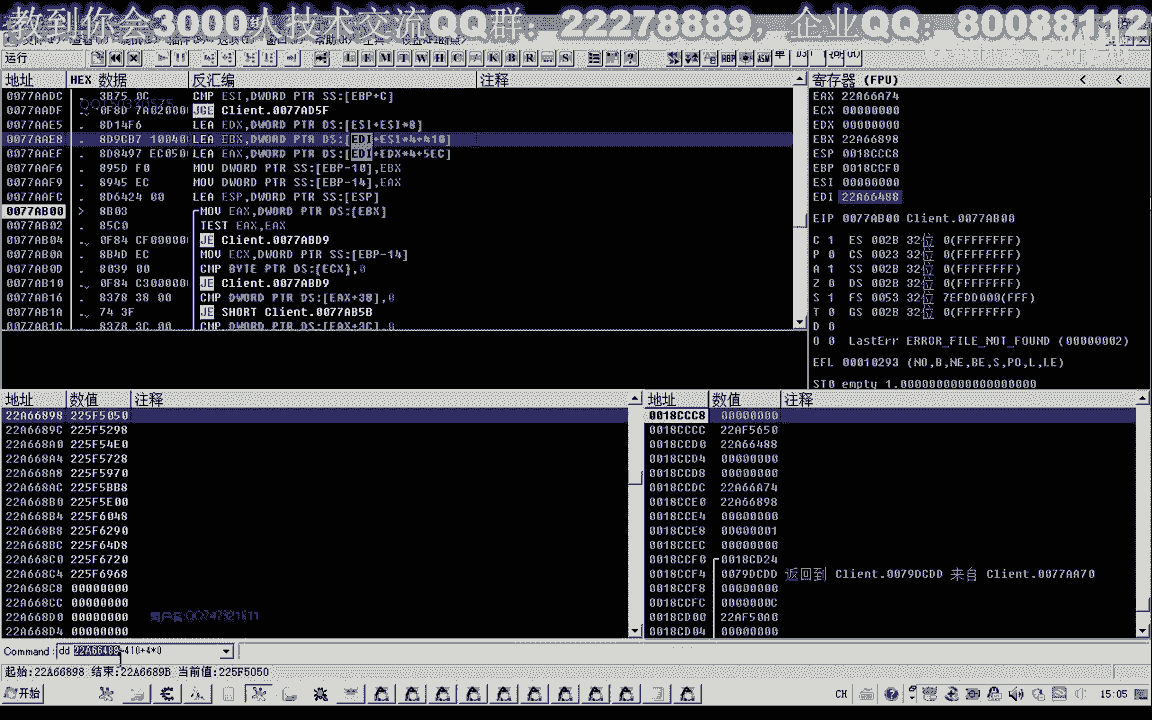 教到你会3000人技术交流QQ群：22278889，企业QQ：80088112
运行
地址 HEX 数据 反汇编 注释
0077AADC . 3B75 0C CMP ESI,DWORD PTR SS:[EBP+C]
0077AADF JGE Client.0077AD5F
0077AAE5 . 8D14F6 LEA EDX,DWORD PTR DS:[ESI+ESI*8]
0077AAE8 . 8D9CB7 10040 LEA EBX,DWORD PTR DS:[EDI+ESI*4+410]
0077AAEF . 8D8497 EC050 LEA EAX,DWORD PTR DS:[EDI+EDX*4+5EC]
0077AAF6 . 895D F0 MOV DWORD PTR SS:[EBP-10],EBX
0077AAF9 . 8945 EC MOV DWORD PTR SS:[EBP-14],EAX
0077AAFC . 8D6424 00 LEA ESP,DWORD PTR SS:[ESP]
0077AB00 > 8B03 MOV EAX,DWORD PTR DS:[EBX]
0077AB02 . 85C0 TEST EAX,EAX
0077AB04 . 0F84 CF00000 JE Client.0077ABD9
0077AB0A . 8B4D EC MOV ECX,DWORD PTR SS:[EBP-14]
0077AB0D . 8039 00 CMP BYTE PTR DS:[ECX],0
0077AB10 . 0F84 C300000 JE Client.0077ABD9
0077AB16 . 8378 38 00 CMP DWORD PTR DS:[EAX+38],0
0077AB1A . 74 3F JE SHORT Client.0077AB5B
0077AB1C . 8378 3C 00 CMP DWORD PTR DS:[EAX+3C],0
寄存器 (FPU) < <
EAX 22A66A74
ECX 00000000
EDX 00000000
EBX 22A66898
ESP 0018CCC8
EBP 0018CCF0
ESI 00000000
EDI 22A66488
EIP 0077AB00 Client.0077AB00
C 1 ES 002B 32位 0(FFFFFFFF)
P 0 CS 0023 32位 0(FFFFFFFF)
A 1 SS 002B 32位 0(FFFFFFFF)
Z 0 DS 002B 32位 0(FFFFFFFF)
S 1 FS 0053 32位 7EFDD000(FFF)
T 0 GS 002B 32位 0(FFFFFFFF)
D 0
O 0 LastErr ERROR_FILE_NOT_FOUND (00000002)
EFL 00010293 (NO,B,NE,BE,S,PO,L,LE)
ST0 empty 1.0000000000000000000
地址 数值 注释
22A66898 225F5050
22A6689C 225F5298
22A668A0 225F54E0
22A668A4 225F5728
22A668A8 225F5970
22A668AC 225F5BB8
22A668B0 225F5E00
22A668B4 225F6048
22A668B8 225F6290
22A668BC 225F64D8
22A668C0 225F6720
22A668C4 225F6968
22A668C8 00000000
22A668CC 00000000
22A668D0 00000000
22A668D4 00000000
地址 数值 注释
0018CCC8 00000000
0018CCCC 22AF5650
0018CCD0 22A66488
0018CCD4 00000000
0018CCD8 00000000
0018CCDC 22A66A74
0018CCE0 22A66898
0018CCE4 00000000
0018CCE8 00000001
0018CCEC 00000000
0018CCF0 0018CD24
0018CCF4 0079DCDD 返回到 Client.0079DCDD 来自 Client.0077AA70
0018CCF8 00000000
0018CCFC 0000000C
0018CD00 22AF50A0
0018CD04 00000000
Command: dd 22A66488+410+4*0
起始:22A66898 结束:22A6689B 当前值:225F5050
开始 CH 15:05